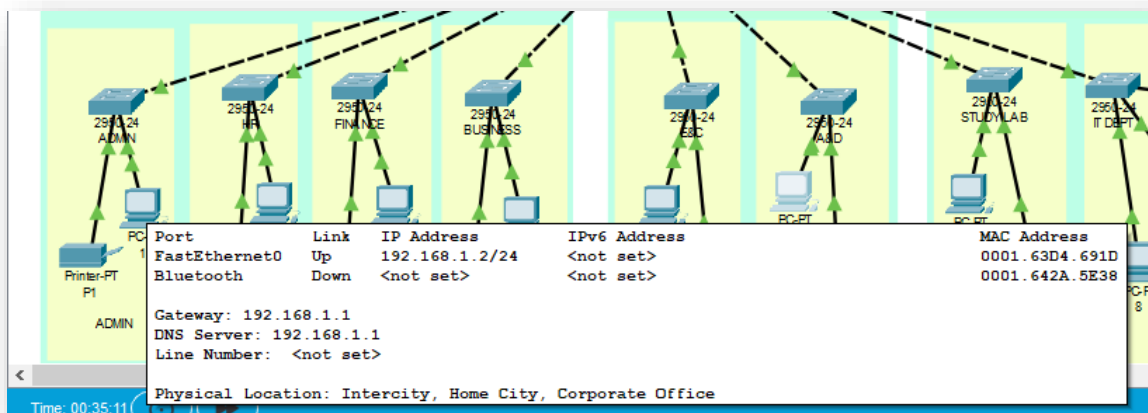 2950-24
ADMIN
2950-24
HR
2950-24
FINANCE
2950-24
BUSINESS
2950-24
E&C
2950-24
A&D
2950-24
STUDY LAB
2950-24
IT DEPT
PC-PT
PC-PT
Printer-PT
P1
ADMIN
8
Port Link IP Address IPv6 Address MAC Address
FastEthernet0 Up 192.168.1.2/24 <not set> 0001.63D4.691D
Bluetooth Down <not set> <not set> 0001.642A.5E38
Gateway: 192.168.1.1
DNS Server: 192.168.1.1
Line Number: <not set>
Physical Location: Intercity, Home City, Corporate Office
Time: 00:35:11